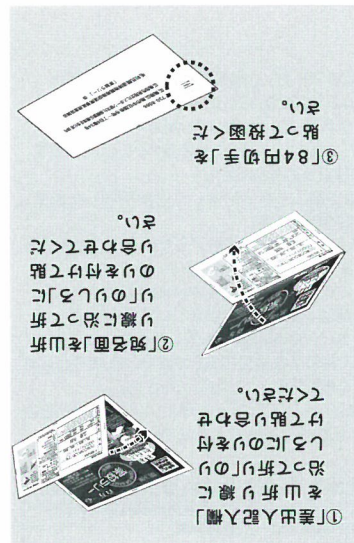 ①「差出人記入欄」
を山折り線に
沿って折り「のり
しろ」にのりを付
けて貼り合わせ
てください。
②「宛名面」を山折
り線に沿って折
り「のりしろ」に
のりを付けて貼
り合わせてくだ
さい。
③「84円切手」を
貼って投函くだ
さい。